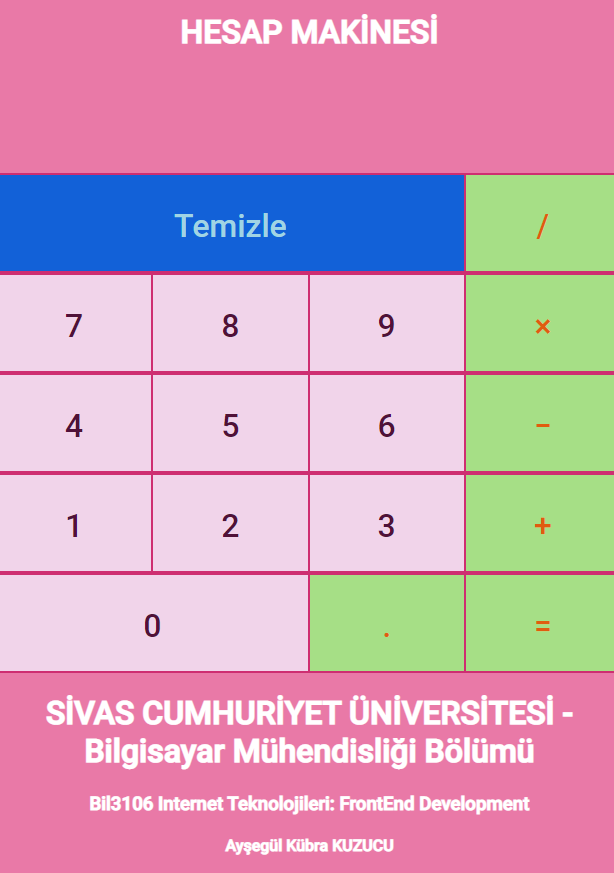 HESAP MAKİNESİ
Temizle /
7 8 9 ×
4 5 6 −
1 2 3 +
0 . =
SİVAS CUMHURİYET ÜNİVERSİTESİ -
Bilgisayar Mühendisliği Bölümü
Bil3106 Internet Teknolojileri: FrontEnd Development
Ayşegül Kübra KUZUCU